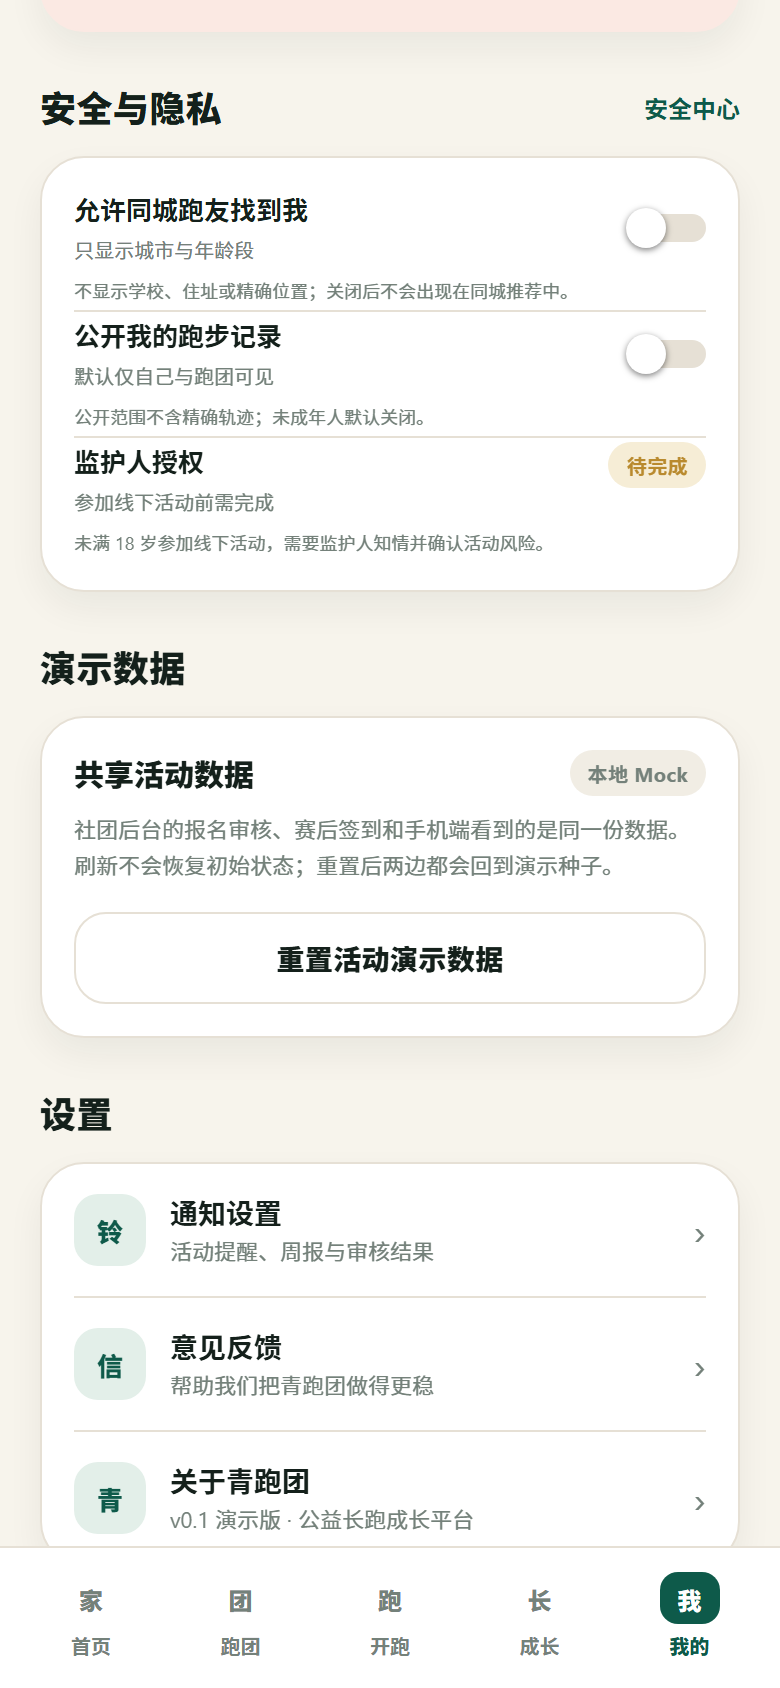 安全与隐私
安全中心
允许同城跑友找到我
只显示城市与年龄段
不显示学校、住址或精确位置；关闭后不会出现在同城推荐中。
公开我的跑步记录
默认仅自己与跑团可见
公开范围不含精确轨迹；未成年人默认关闭。
监护人授权
待完成
参加线下活动前需完成
未满 18 岁参加线下活动，需要监护人知情并确认活动风险。
演示数据
共享活动数据
本地 Mock
社团后台的报名审核、赛后签到和手机端看到的是同一份数据。
刷新不会恢复初始状态；重置后两边都会回到演示种子。
重置活动演示数据
设置
铃
通知设置
活动提醒、周报与审核结果
›
信
意见反馈
帮助我们把青跑团做得更稳
›
青
关于青跑团
v0.1 演示版 · 公益长跑成长平台
›
家
首页
团
跑团
跑
开跑
长
成长
我
我的